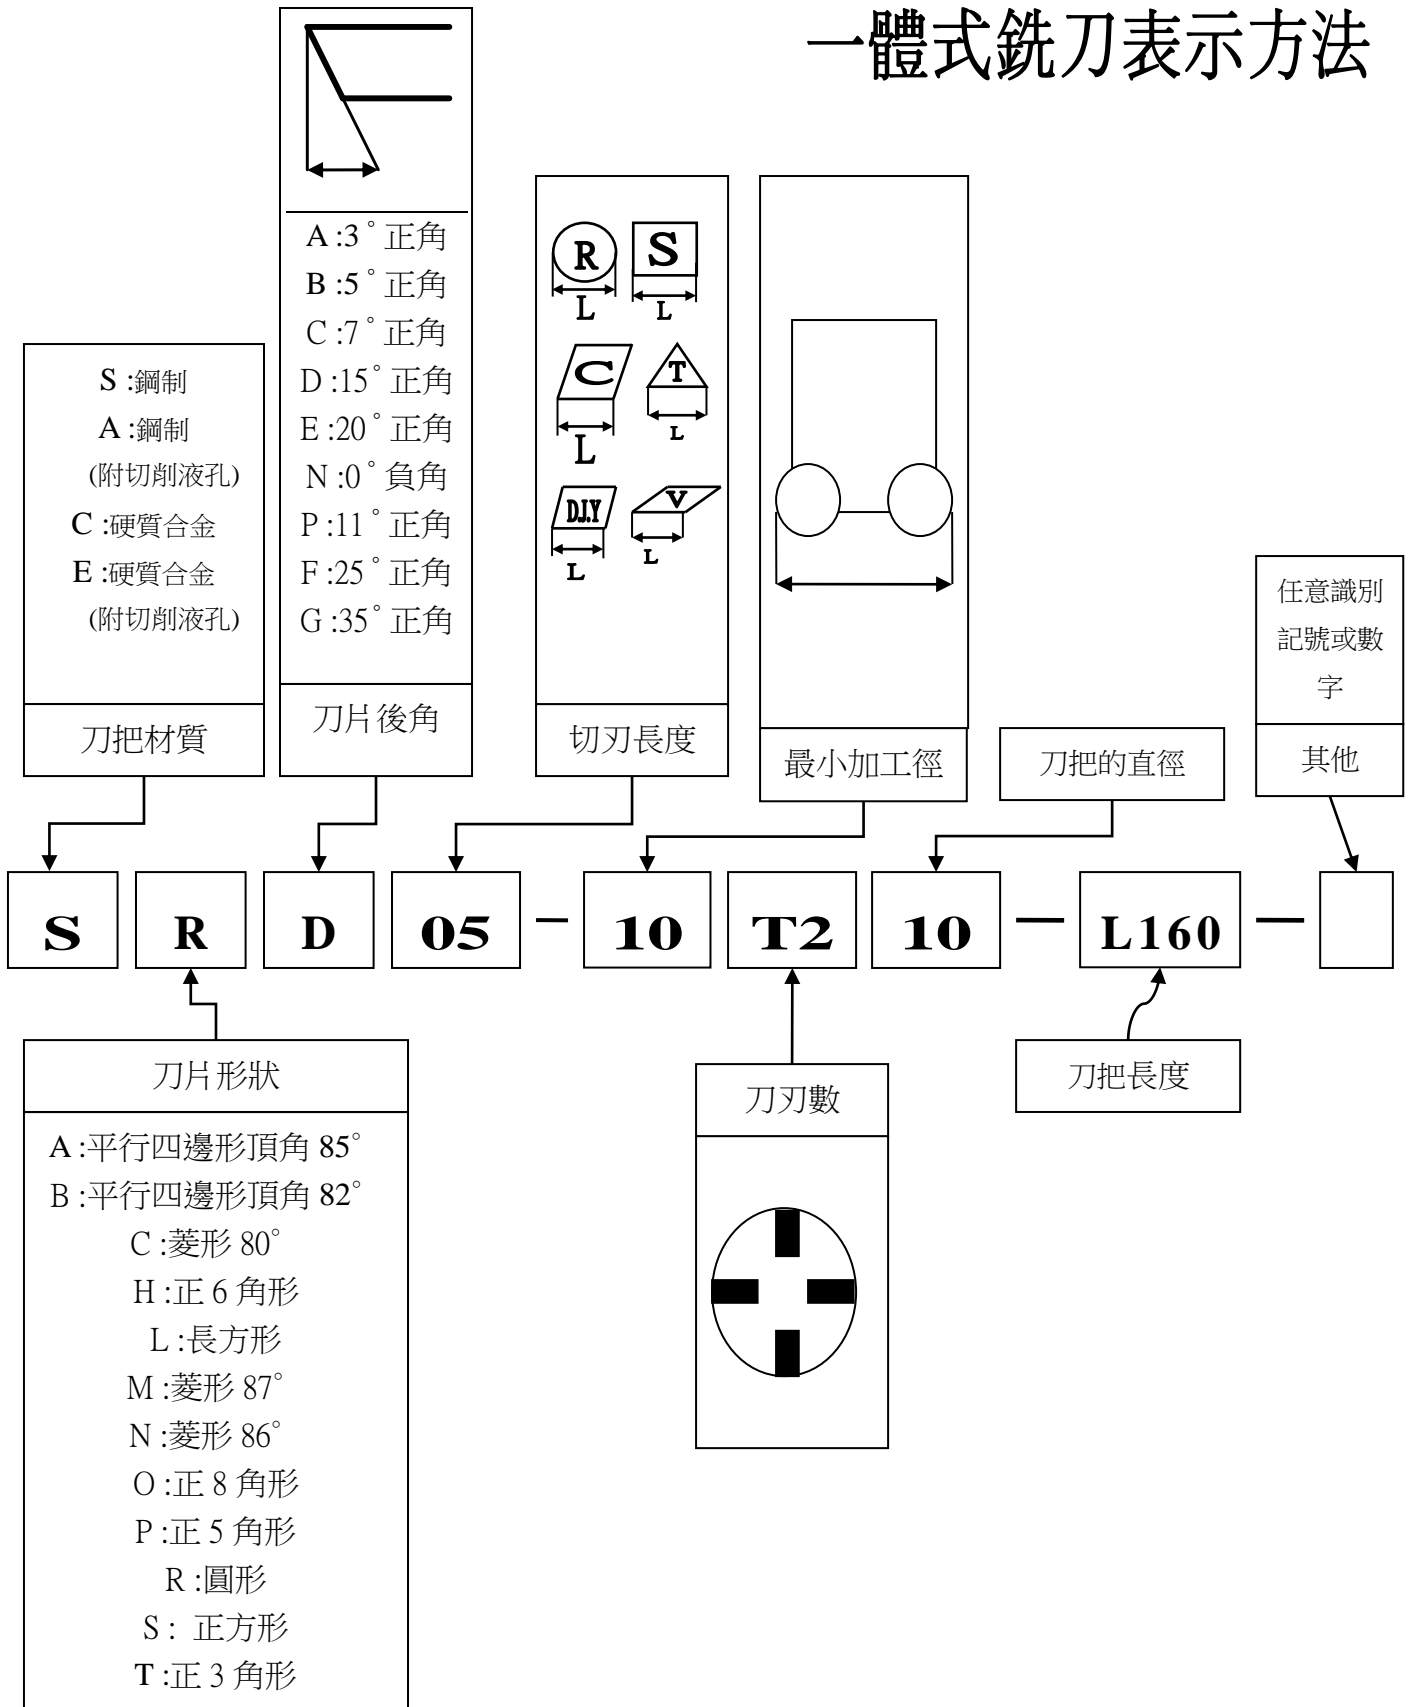 一體式銑刀表示方法
A :3°正角
B :5°正角
C :7°正角
D :15°正角
E :20°正角
N :0°負角
P :11°正角
F :25°正角
G :35°正角
刀片後角
S :鋼制
A :鋼制
(附切削液孔)
C :硬質合金
E :硬質合金
(附切削液孔)
刀把材質
R S
L L
C T
L L
D.J.Y V
L L
切刃長度
最小加工徑
刀把的直徑
任意識別
記號或數
字
其他
S R D 05 - 10 T2 10 - L160 -
刀片形狀
A :平行四邊形頂角 85°
B :平行四邊形頂角 82°
C :菱形 80°
H :正 6 角形
L :長方形
M :菱形 87°
N :菱形 86°
O :正 8 角形
P :正 5 角形
R :圓形
S : 正方形
T :正 3 角形
刀刃數
刀把長度